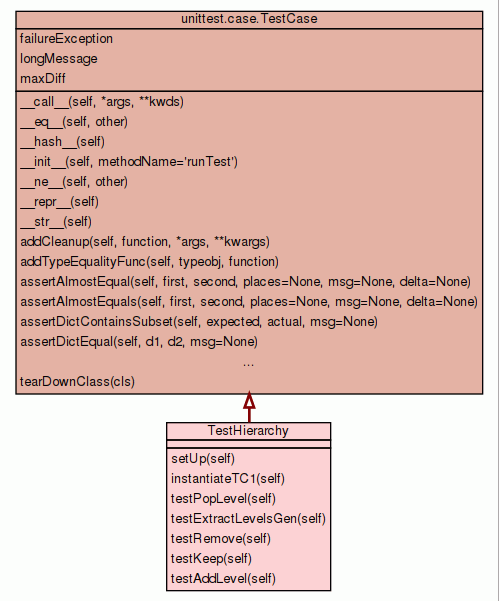 unittest.case.TestCase
failureException
longMessage
maxDiff
__call__(self, *args, **kwds)
__eq__(self, other)
__hash__(self)
__init__(self, methodName='runTest')
__ne__(self, other)
__repr__(self)
__str__(self)
addCleanup(self, function, *args, **kwargs)
addTypeEqualityFunc(self, typeobj, function)
assertAlmostEqual(self, first, second, places=None, msg=None, delta=None)
assertAlmostEquals(self, first, second, places=None, msg=None, delta=None)
assertDictContainsSubset(self, expected, actual, msg=None)
assertDictEqual(self, d1, d2, msg=None)
...
tearDownClass(cls)
TestHierarchy
setUp(self)
instantiateTC1(self)
testPopLevel(self)
testExtractLevelsGen(self)
testRemove(self)
testKeep(self)
testAddLevel(self)